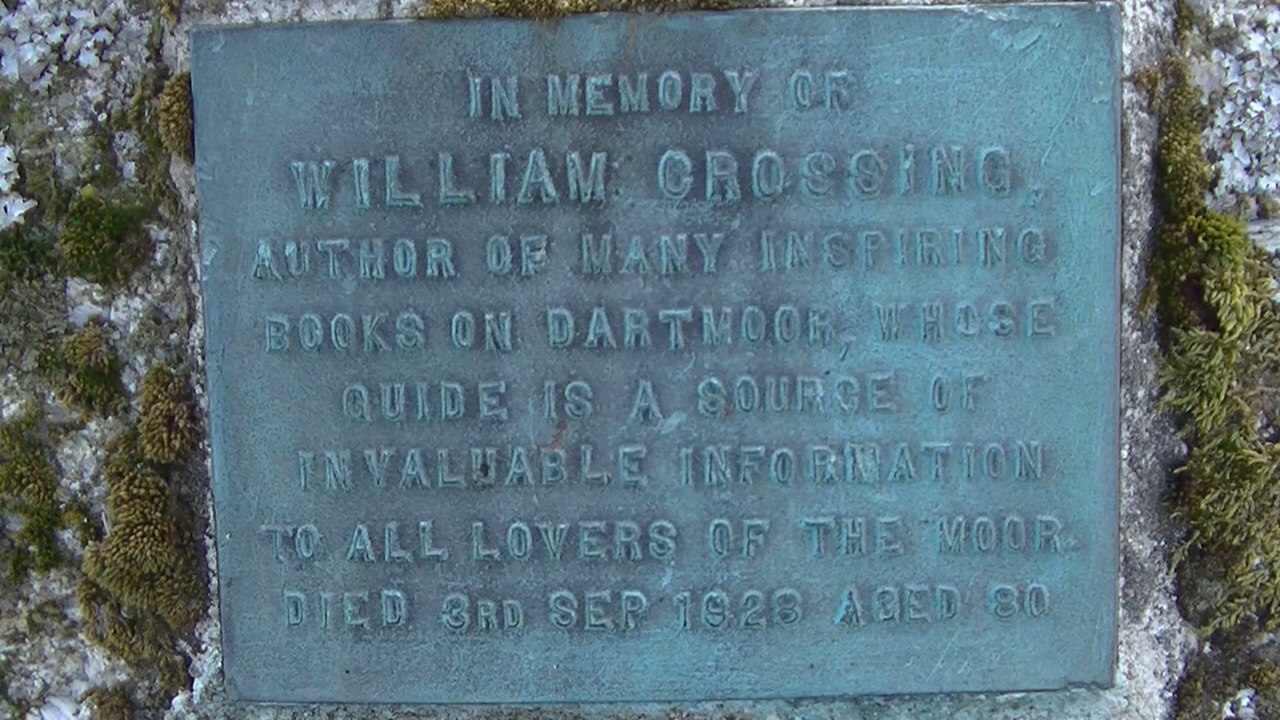 IN MEMORY OF
WILLIAM CROSSING,
AUTHOR OF MANY INSPIRING
BOOKS ON DARTMOOR, WHOSE
GUIDE IS A SOURCE OF
INVALUABLE INFORMATION
TO ALL LOVERS OF THE MOOR.
DIED 3RD SEP 1928 AGED 80